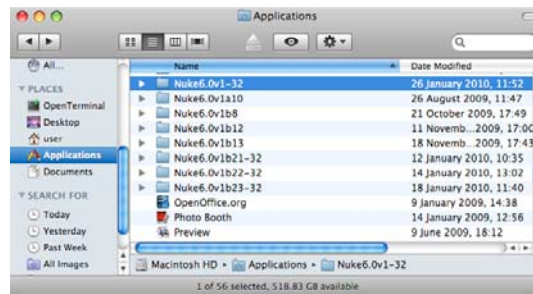 Applications
All...
Name
Date Modified
PLACES
Nuke6.0v1-32
26 January 2010, 11:52
OpenTerminal
Nuke6.0v1a10
26 August 2009, 11:47
Desktop
Nuke6.0v1b8
21 October 2009, 17:49
user
Nuke6.0v1b12
11 Novemb...2009, 17:00
Nuke6.0v1b13
18 Novemb...2009, 17:43
Applications
Nuke6.0v1b21-32
12 January 2010, 10:35
Documents
Nuke6.0v1b22-32
14 January 2010, 13:02
Nuke6.0v1b23-32
18 January 2010, 11:40
SEARCH FOR
OpenOffice.org
9 January 2009, 14:38
Today
Photo Booth
14 January 2009, 12:56
Yesterday
Preview
9 June 2009, 18:12
Past Week
All Images
Macintosh HD ▸ Applications ▸ Nuke6.0v1-32
1 of 56 selected, 518.83 GB available